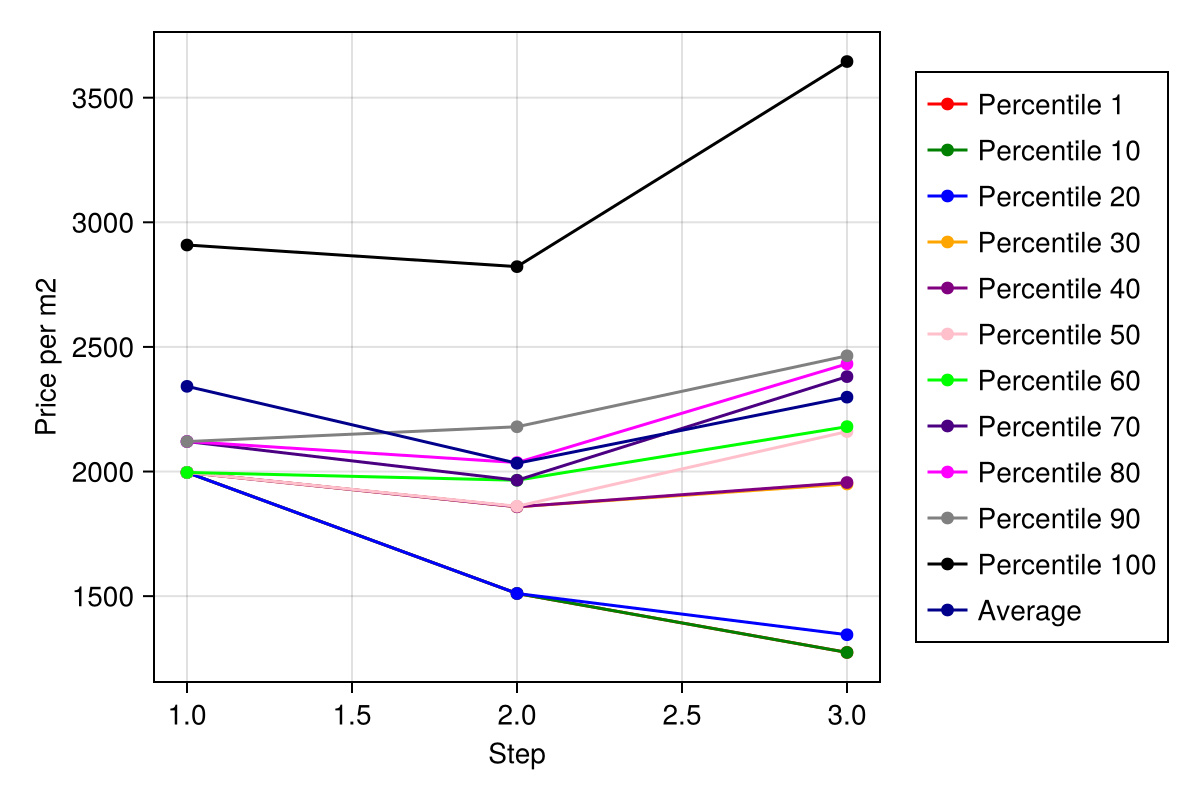 Price per m2
3500
3000
2500
2000
1500
1.0 1.5 2.0 2.5 3.0
Step
Percentile 1
Percentile 10
Percentile 20
Percentile 30
Percentile 40
Percentile 50
Percentile 60
Percentile 70
Percentile 80
Percentile 90
Percentile 100
Average